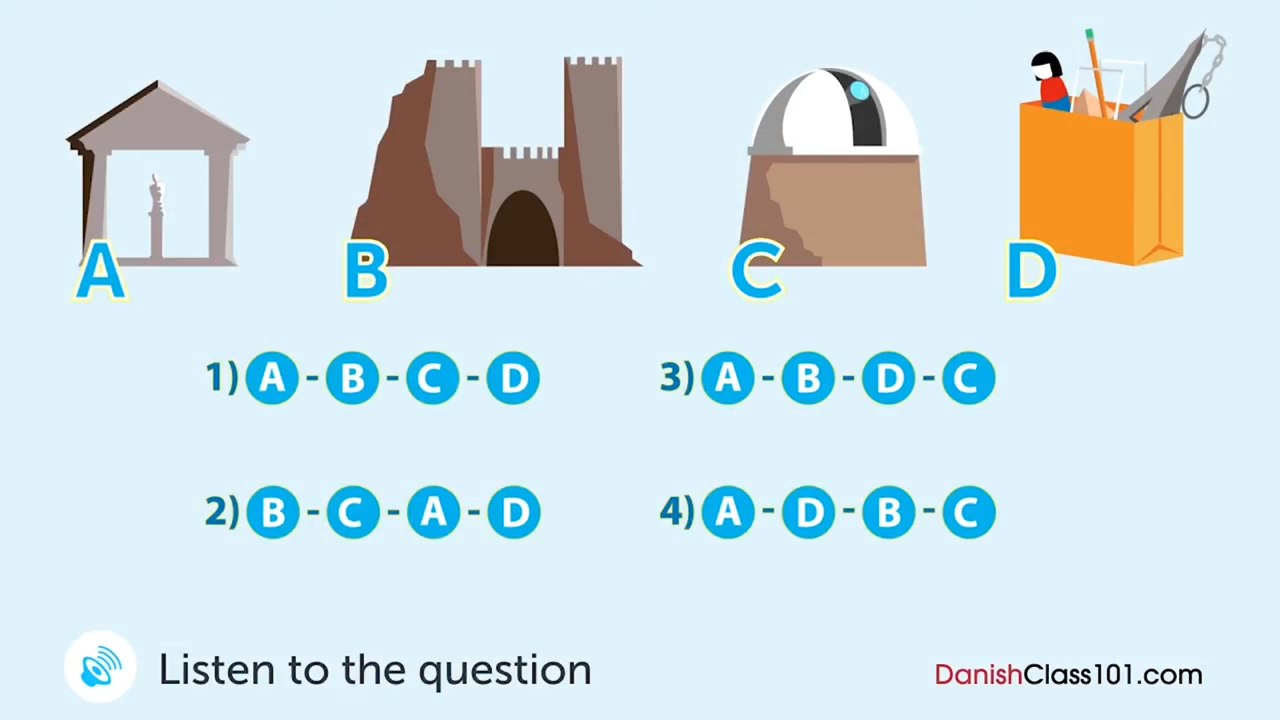 A B C D
1) A - B - C - D
3) A - B - D - C
2) B - C - A - D
4) A - D - B - C
Listen to the question
DanishClass101.com